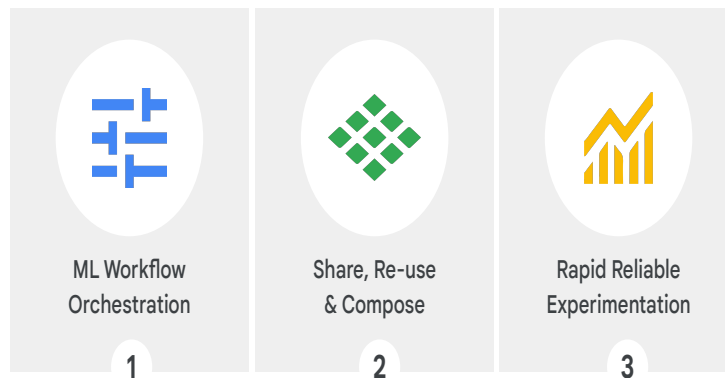 ML Workflow
Orchestration
1
Share, Re-use
& Compose
2
Rapid Reliable
Experimentation
3